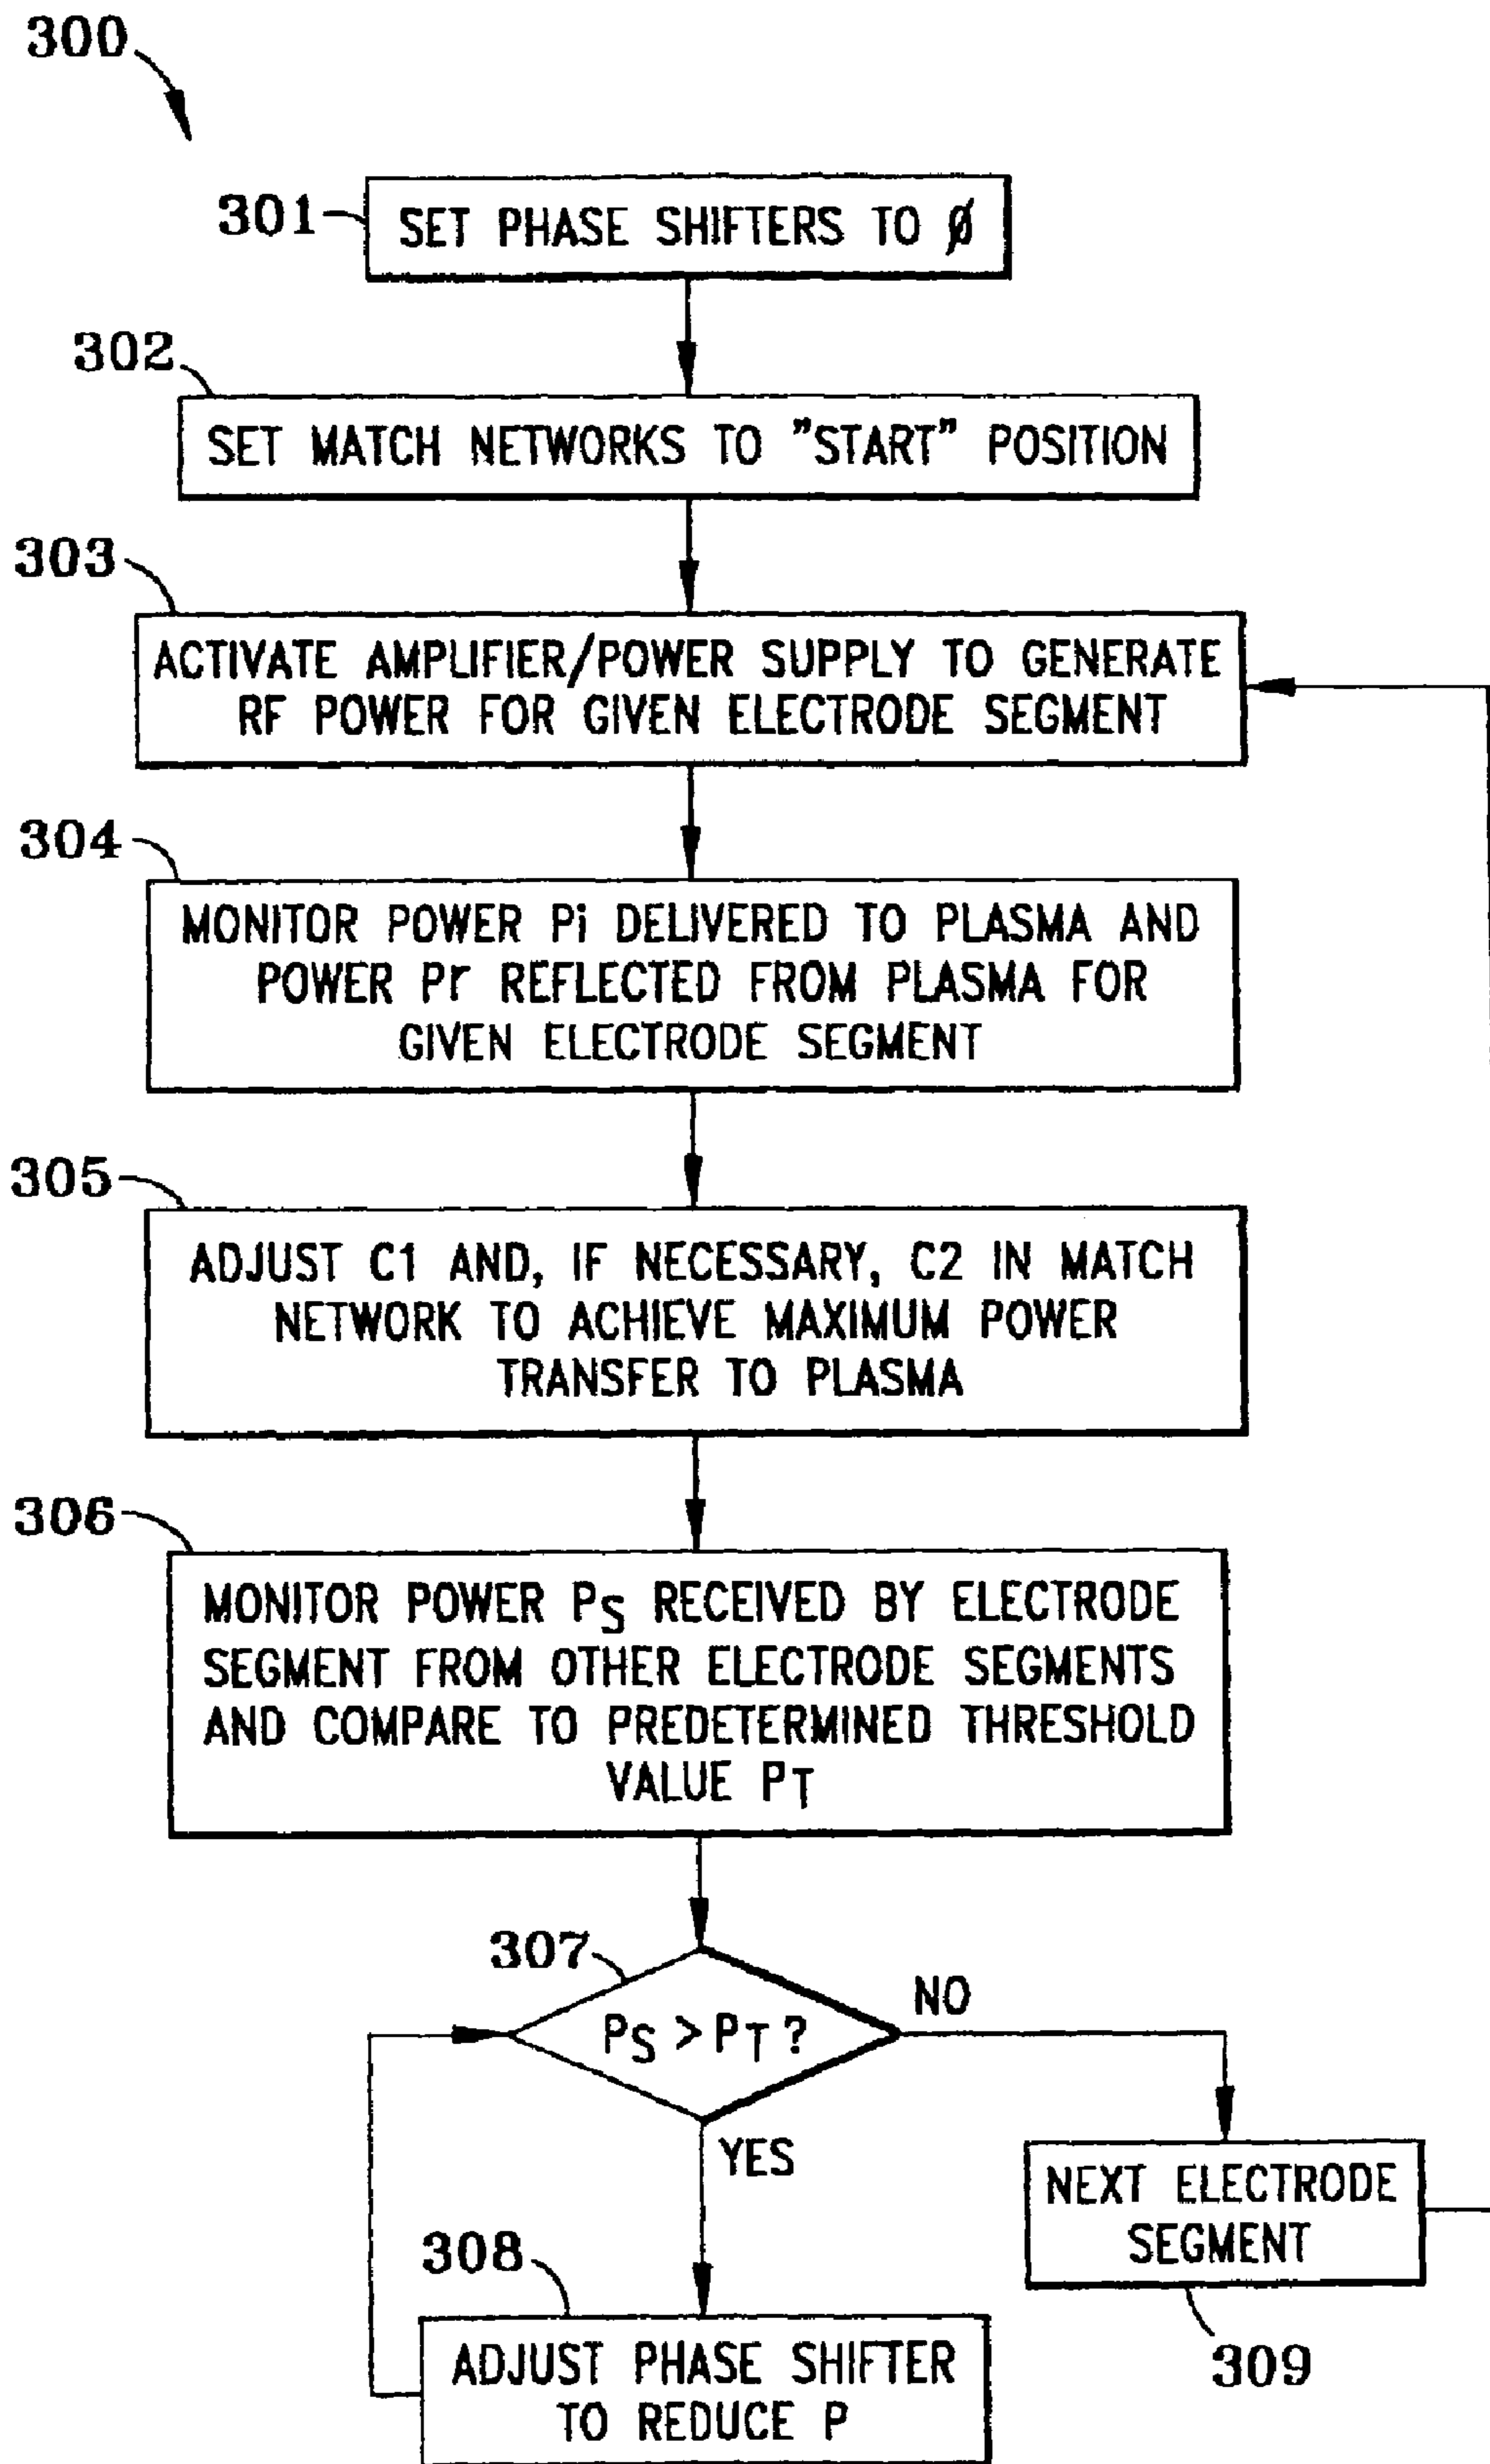 300
301
SET PHASE SHIFTERS TO Ø
302
SET MATCH NETWORKS TO "START" POSITION
303
ACTIVATE AMPLIFIER/POWER SUPPLY TO GENERATE
RF POWER FOR GIVEN ELECTRODE SEGMENT
304
MONITOR POWER Pi DELIVERED TO PLASMA AND
POWER Pr REFLECTED FROM PLASMA FOR
GIVEN ELECTRODE SEGMENT
305
ADJUST C1 AND, IF NECESSARY, C2 IN MATCH
NETWORK TO ACHIEVE MAXIMUM POWER
TRANSFER TO PLASMA
306
MONITOR POWER PS RECEIVED BY ELECTRODE
SEGMENT FROM OTHER ELECTRODE SEGMENTS
AND COMPARE TO PREDETERMINED THRESHOLD
VALUE PT
307
PS > PT ?
NO
YES
NEXT ELECTRODE
SEGMENT
309
308
ADJUST PHASE SHIFTER
TO REDUCE P